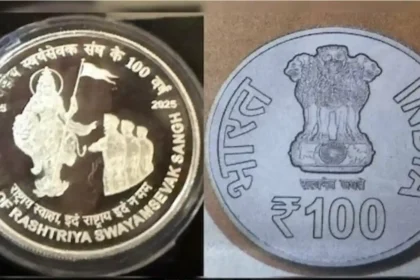 स्वयंसेवक संघ के 100 वर्ष
2025
राष्ट्राय स्वाहा, इदं राष्ट्राय इदं न मम
OF RASHTRIYA SWAYAMSEVAK SANGH
भारत
INDIA
सत्यमेव जयते
₹100